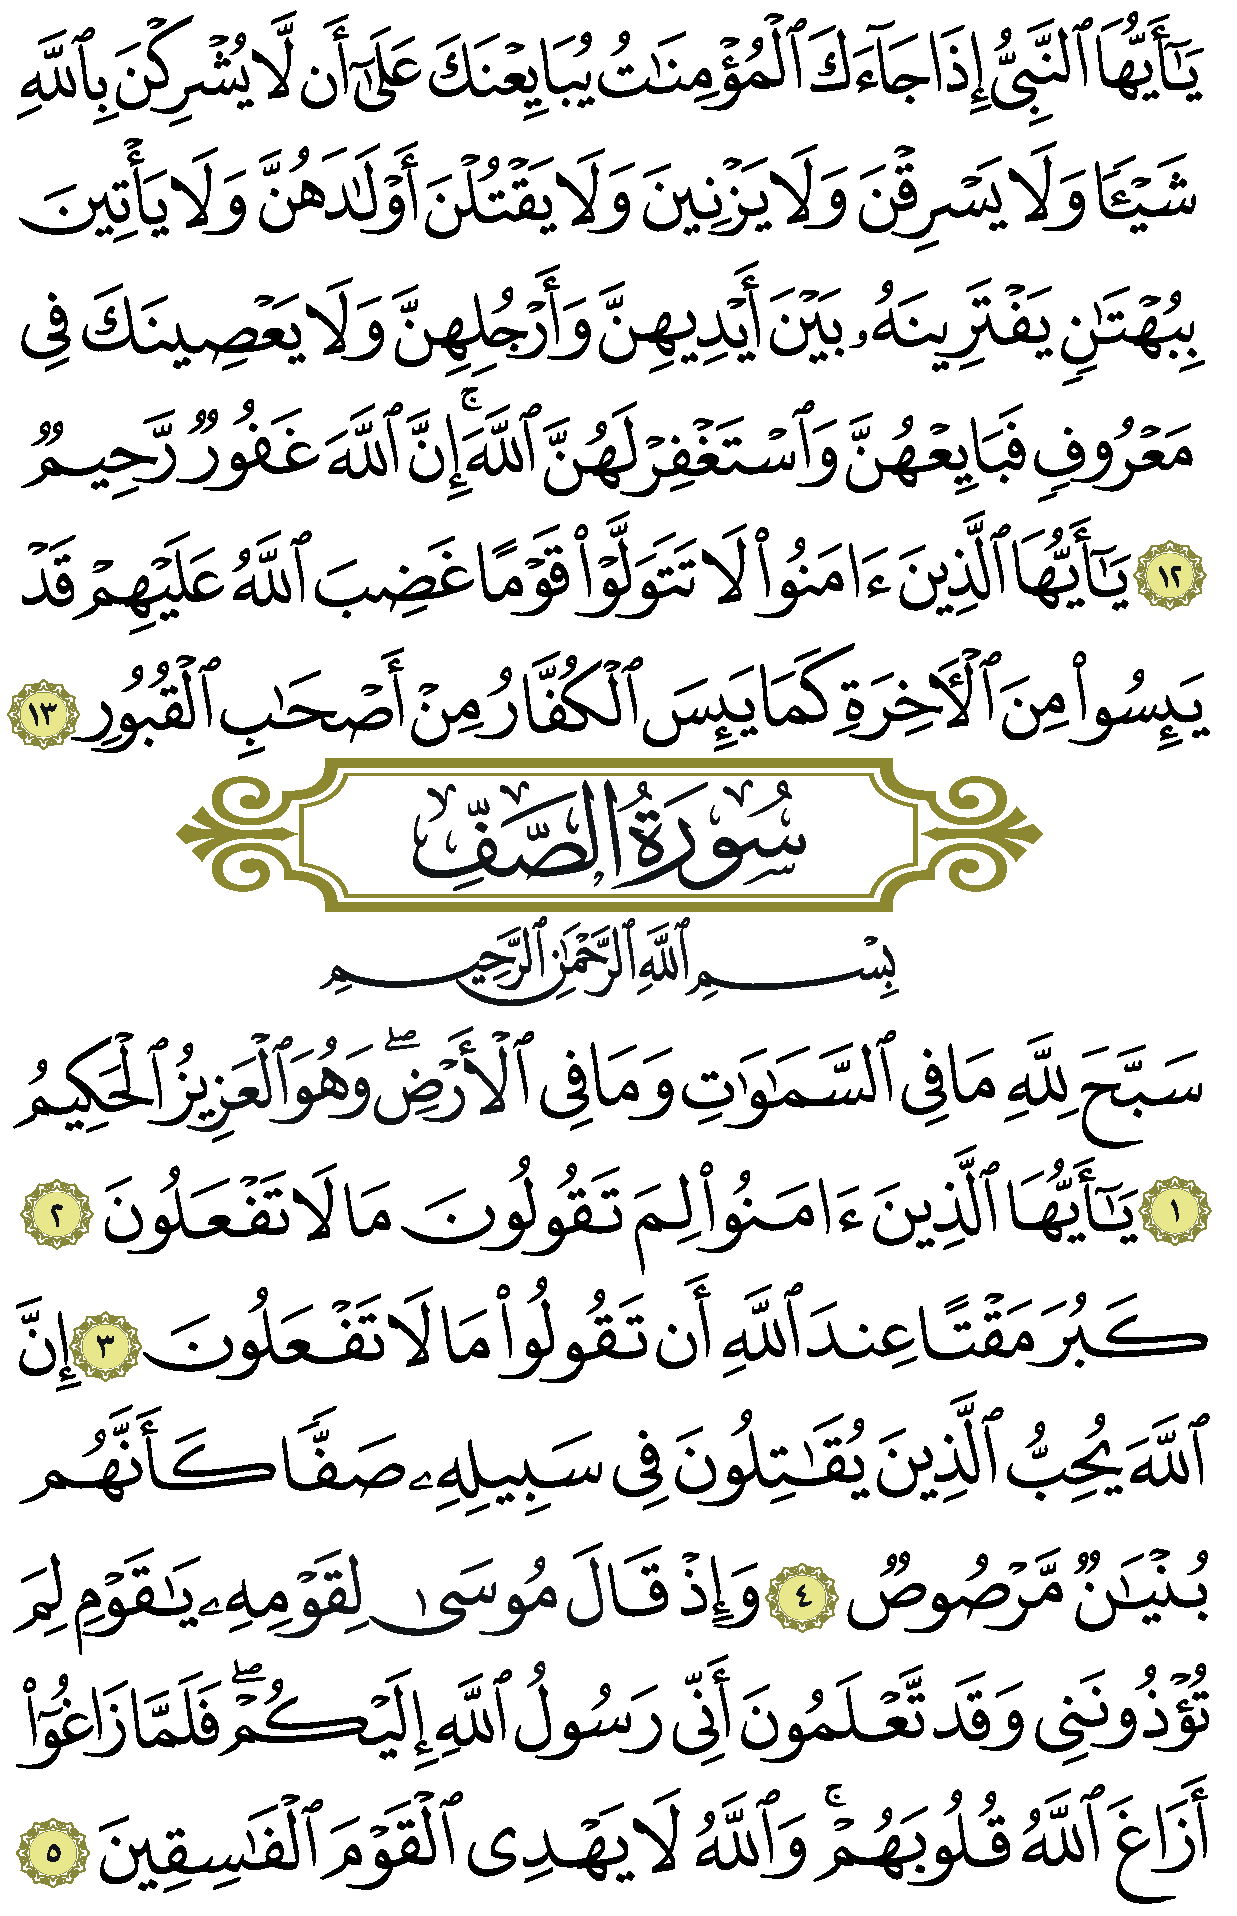 يَـٰٓأَيُّهَا ٱلنَّبِىُّ إِذَا جَآءَكَ ٱلْمُؤْمِنَـٰتُ يُبَايِعْنَكَ عَلَىٰٓ أَن لَّا يُشْرِكْنَ بِٱللَّهِ
شَيْـًٔا وَلَا يَسْرِقْنَ وَلَا يَزْنِينَ وَلَا يَقْتُلْنَ أَوْلَـٰدَهُنَّ وَلَا يَأْتِينَ
بِبُهْتَـٰنٍ يَفْتَرِينَهُۥ بَيْنَ أَيْدِيهِنَّ وَأَرْجُلِهِنَّ وَلَا يَعْصِينَكَ فِى
مَعْرُوفٍ فَبَايِعْهُنَّ وَٱسْتَغْفِرْ لَهُنَّ ٱللَّهَ ۚ إِنَّ ٱللَّهَ غَفُورٌ رَّحِيمٌ
١٢ يَـٰٓأَيُّهَا ٱلَّذِينَ ءَامَنُوا۟ لَا تَتَوَلَّوْا۟ قَوْمًا غَضِبَ ٱللَّهُ عَلَيْهِمْ قَدْ
يَئِسُوا۟ مِنَ ٱلْـَٔاخِرَةِ كَمَا يَئِسَ ٱلْكُفَّارُ مِنْ أَصْحَـٰبِ ٱلْقُبُورِ ١٣
سُورَةُ الصَّفِّ
بِسْمِ ٱللَّهِ ٱلرَّحْمَـٰنِ ٱلرَّحِيمِ
سَبَّحَ لِلَّهِ مَا فِى ٱلسَّمَـٰوَٰتِ وَمَا فِى ٱلْأَرْضِ ۖ وَهُوَ ٱلْعَزِيزُ ٱلْحَكِيمُ
١ يَـٰٓأَيُّهَا ٱلَّذِينَ ءَامَنُوا۟ لِمَ تَقُولُونَ مَا لَا تَفْعَلُونَ ٢
كَبُرَ مَقْتًا عِندَ ٱللَّهِ أَن تَقُولُوا۟ مَا لَا تَفْعَلُونَ ٣ إِنَّ
ٱللَّهَ يُحِبُّ ٱلَّذِينَ يُقَـٰتِلُونَ فِى سَبِيلِهِۦ صَفًّا كَأَنَّهُم
بُنْيَـٰنٌ مَّرْصُوصٌ ٤ وَإِذْ قَالَ مُوسَىٰ لِقَوْمِهِۦ يَـٰقَوْمِ لِمَ
تُؤْذُونَنِى وَقَد تَّعْلَمُونَ أَنِّى رَسُولُ ٱللَّهِ إِلَيْكُمْ ۖ فَلَمَّا زَاغُوٓا۟
أَزَاغَ ٱللَّهُ قُلُوبَهُمْ ۚ وَٱللَّهُ لَا يَهْدِى ٱلْقَوْمَ ٱلْفَـٰسِقِينَ ٥